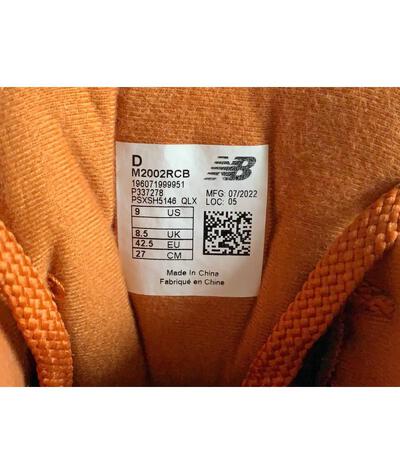 D
M2002RCB
196071999951
P337278
PSXSH5146 QLX
MFG: 07/2022
LOC: 05
9 US
8.5 UK
42.5 EU
27 CM
NB
Made In China
Fabriqué en Chine